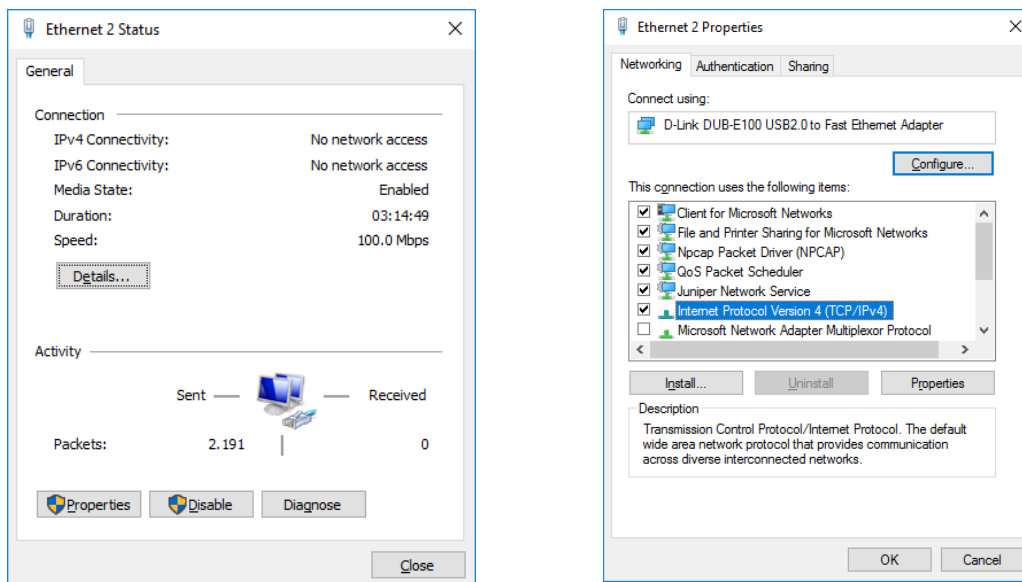 Ethernet 2 Status
General
Connection
IPv4 Connectivity: No network access
IPv6 Connectivity: No network access
Media State: Enabled
Duration: 03:14:49
Speed: 100.0 Mbps
Details...
Activity
Sent Received
Packets: 2.191 0
Properties Disable Diagnose
Close
Ethernet 2 Properties
Networking Authentication Sharing
Connect using:
D-Link DUB-E100 USB2.0 to Fast Ethernet Adapter
Configure...
This connection uses the following items:
Client for Microsoft Networks
File and Printer Sharing for Microsoft Networks
Npcap Packet Driver (NPCAP)
QoS Packet Scheduler
Juniper Network Service
Internet Protocol Version 4 (TCP/IPv4)
Microsoft Network Adapter Multiplexor Protocol
Install... Uninstall Properties
Description
Transmission Control Protocol/Internet Protocol. The default
wide area network protocol that provides communication
across diverse interconnected networks.
OK Cancel